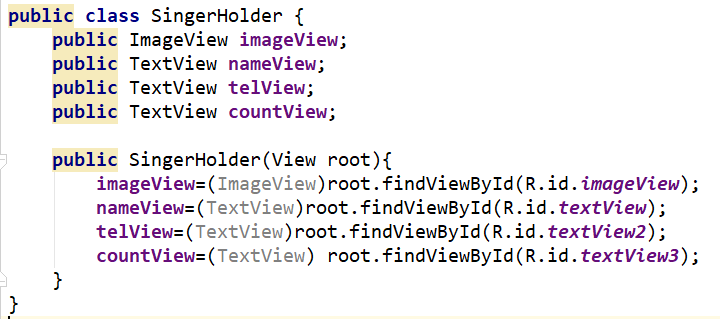 public class SingerHolder {
    public ImageView imageView;
    public TextView nameView;
    public TextView telView;
    public TextView countView;

    public SingerHolder(View root){
        imageView=(ImageView)root.findViewById(R.id.imageView);
        nameView=(TextView)root.findViewById(R.id.textView);
        telView=(TextView)root.findViewById(R.id.textView2);
        countView=(TextView) root.findViewById(R.id.textView3);
    }
}